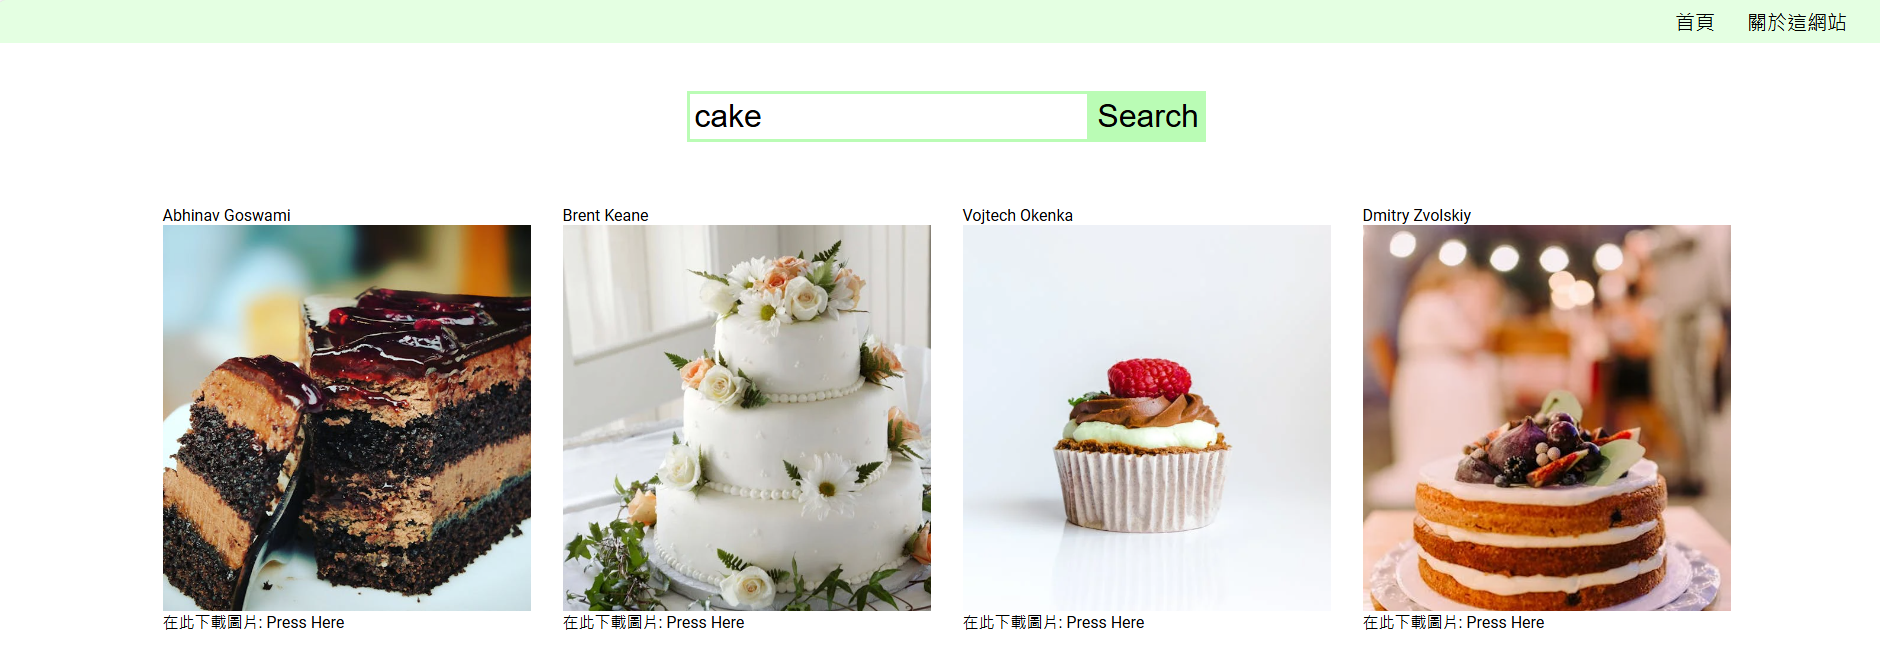 首頁 關於這網站
cake Search
Abhinav Goswami
Brent Keane
Vojtech Okenka
Dmitry Zvolskiy
在此下載圖片: Press Here
在此下載圖片: Press Here
在此下載圖片: Press Here
在此下載圖片: Press Here